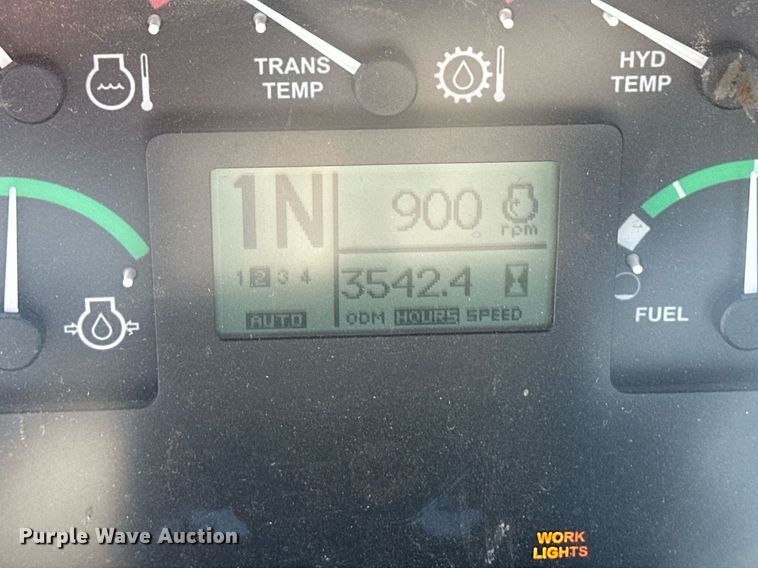 TRANS
TEMP
HYD
TEMP
1N
900
rpm
1 2 3 4
3542.4
AUTO
ODM HOURS SPEED
FUEL
WORK
LIGHTS
Purple Wave Auction